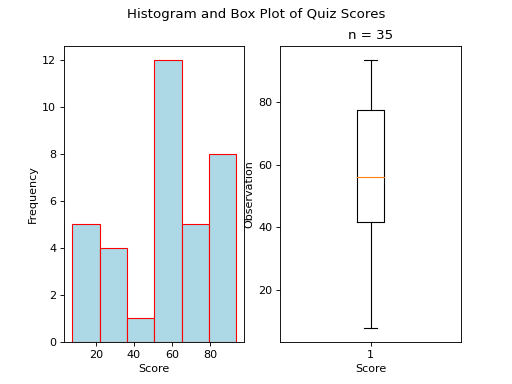 Histogram and Box Plot of Quiz Scores
n = 35
12
10
8
6
4
2
0
Frequency
20 40 60 80
Score
80
60
40
20
Observation
1
Score